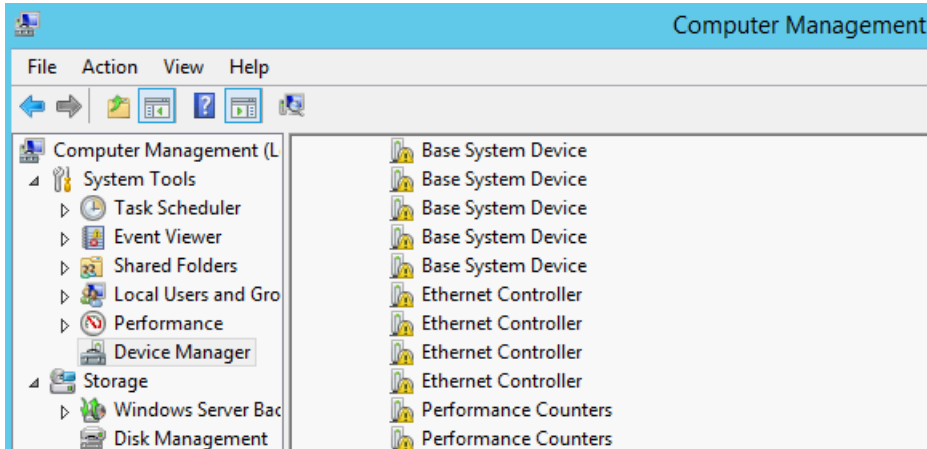 Computer Management
File Action View Help
Computer Management (L
System Tools
Task Scheduler
Event Viewer
Shared Folders
Local Users and Gro
Performance
Device Manager
Storage
Windows Server Bac
Disk Management
Base System Device
Base System Device
Base System Device
Base System Device
Base System Device
Ethernet Controller
Ethernet Controller
Ethernet Controller
Ethernet Controller
Performance Counters
Performance Counters